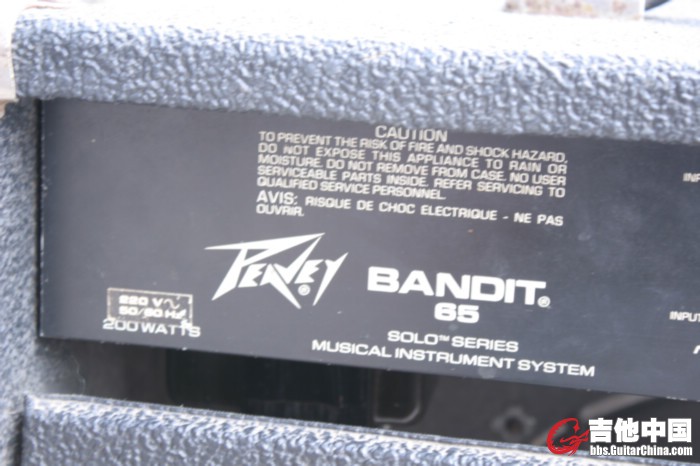 CAUTION
TO PREVENT THE RISK OF FIRE AND SHOCK HAZARD,
DO NOT EXPOSE THIS APPLIANCE TO RAIN OR
MOISTURE. DO NOT REMOVE FROM CASE. NO USER
SERVICEABLE PARTS INSIDE. REFER SERVICING TO
QUALIFIED SERVICE PERSONNEL.
AVIS: RISQUE DE CHOC ELECTRIQUE - NE PAS
OUVRIR.
PEAVEY® BANDIT®
65
220 V
50/60 Hz
200 WATTS
SOLO™ SERIES
MUSICAL INSTRUMENT SYSTEM
吉他中国
bbs.GuitarChina.com